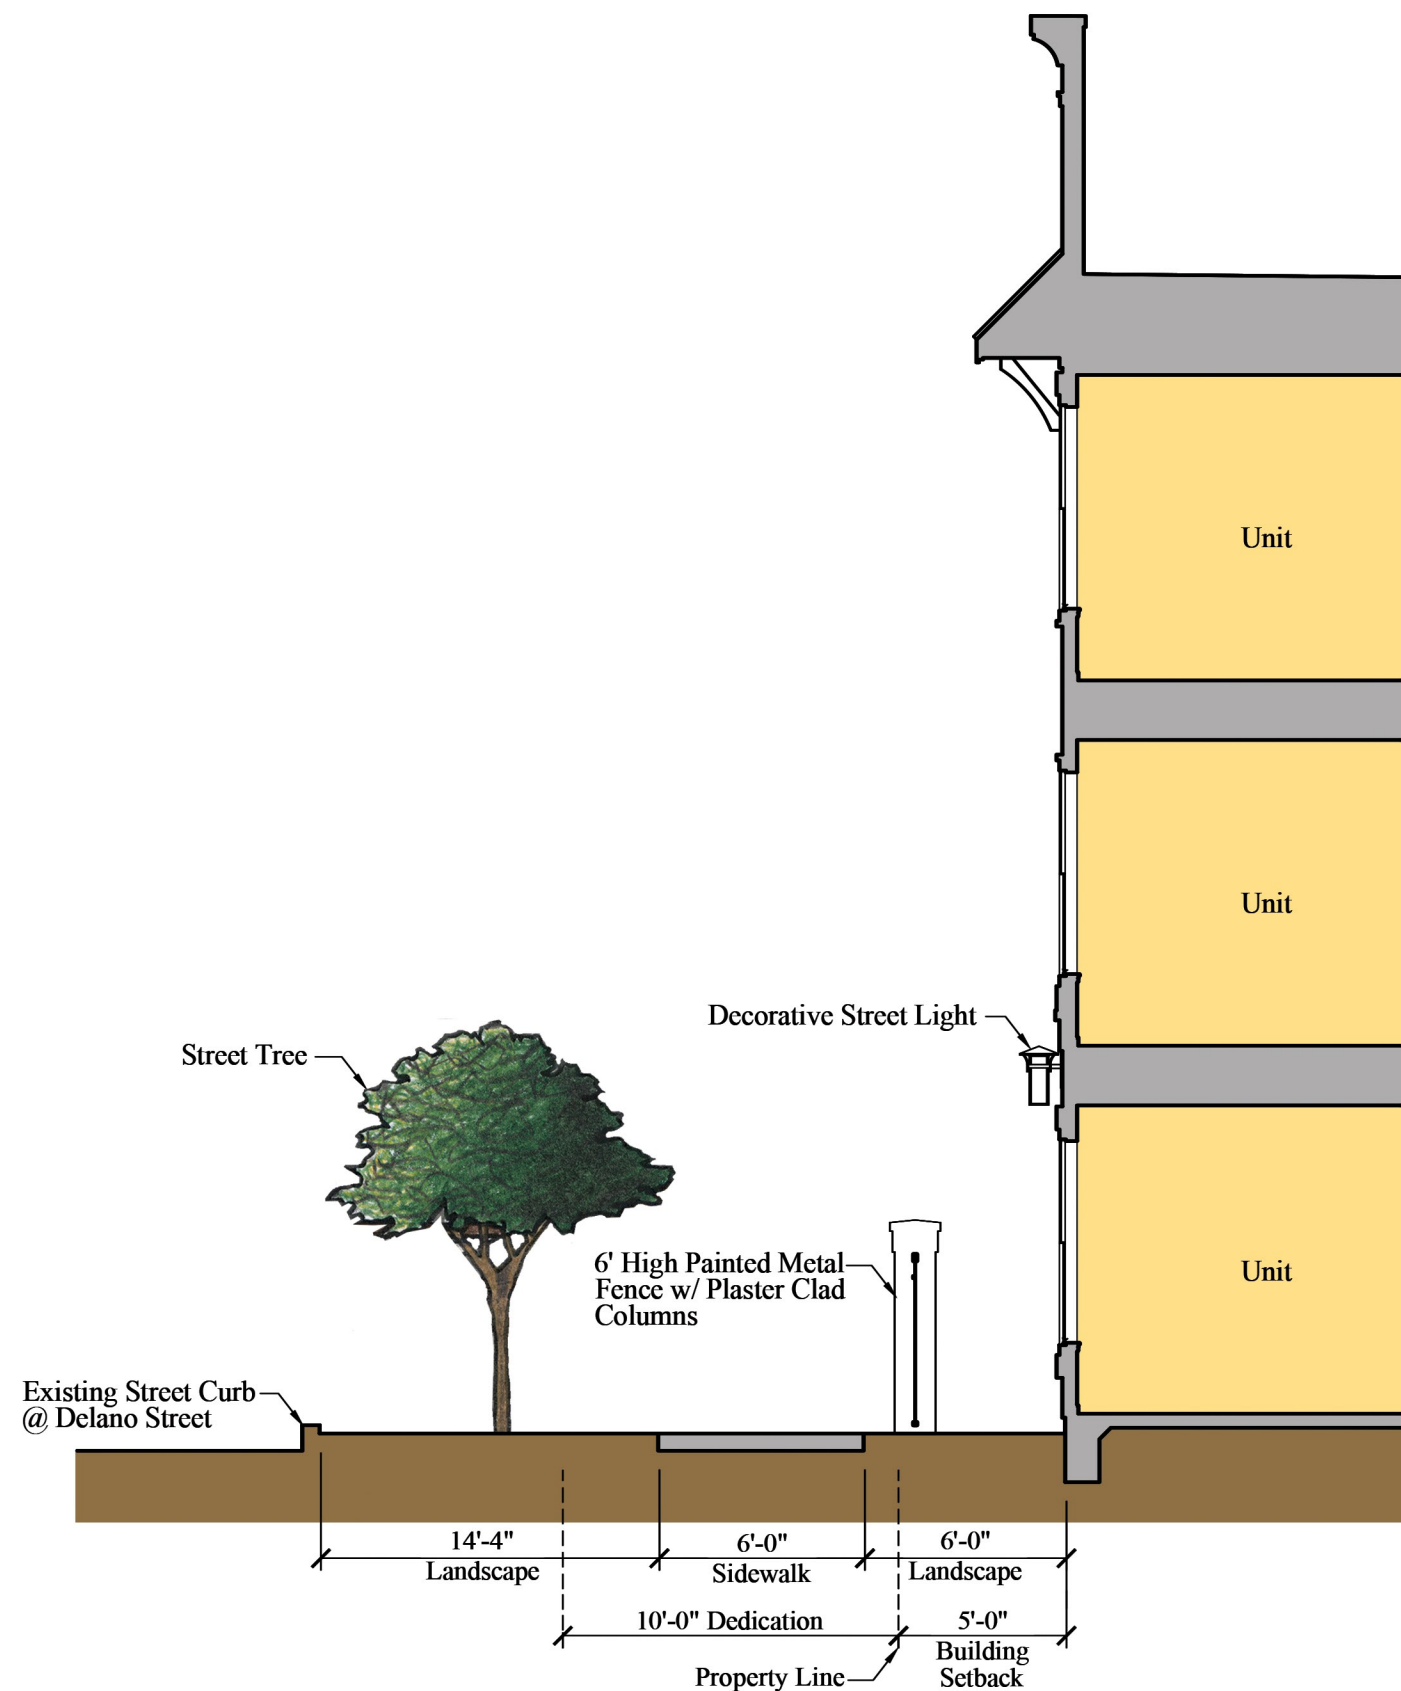 Unit
Unit
Decorative Street Light
Street Tree
6' High Painted Metal
Fence w/ Plaster Clad
Columns
Unit
Existing Street Curb
@ Delano Street
14'-4"
Landscape
6'-0"
Sidewalk
6'-0"
Landscape
10'-0" Dedication
5'-0"
Building
Setback
Property Line